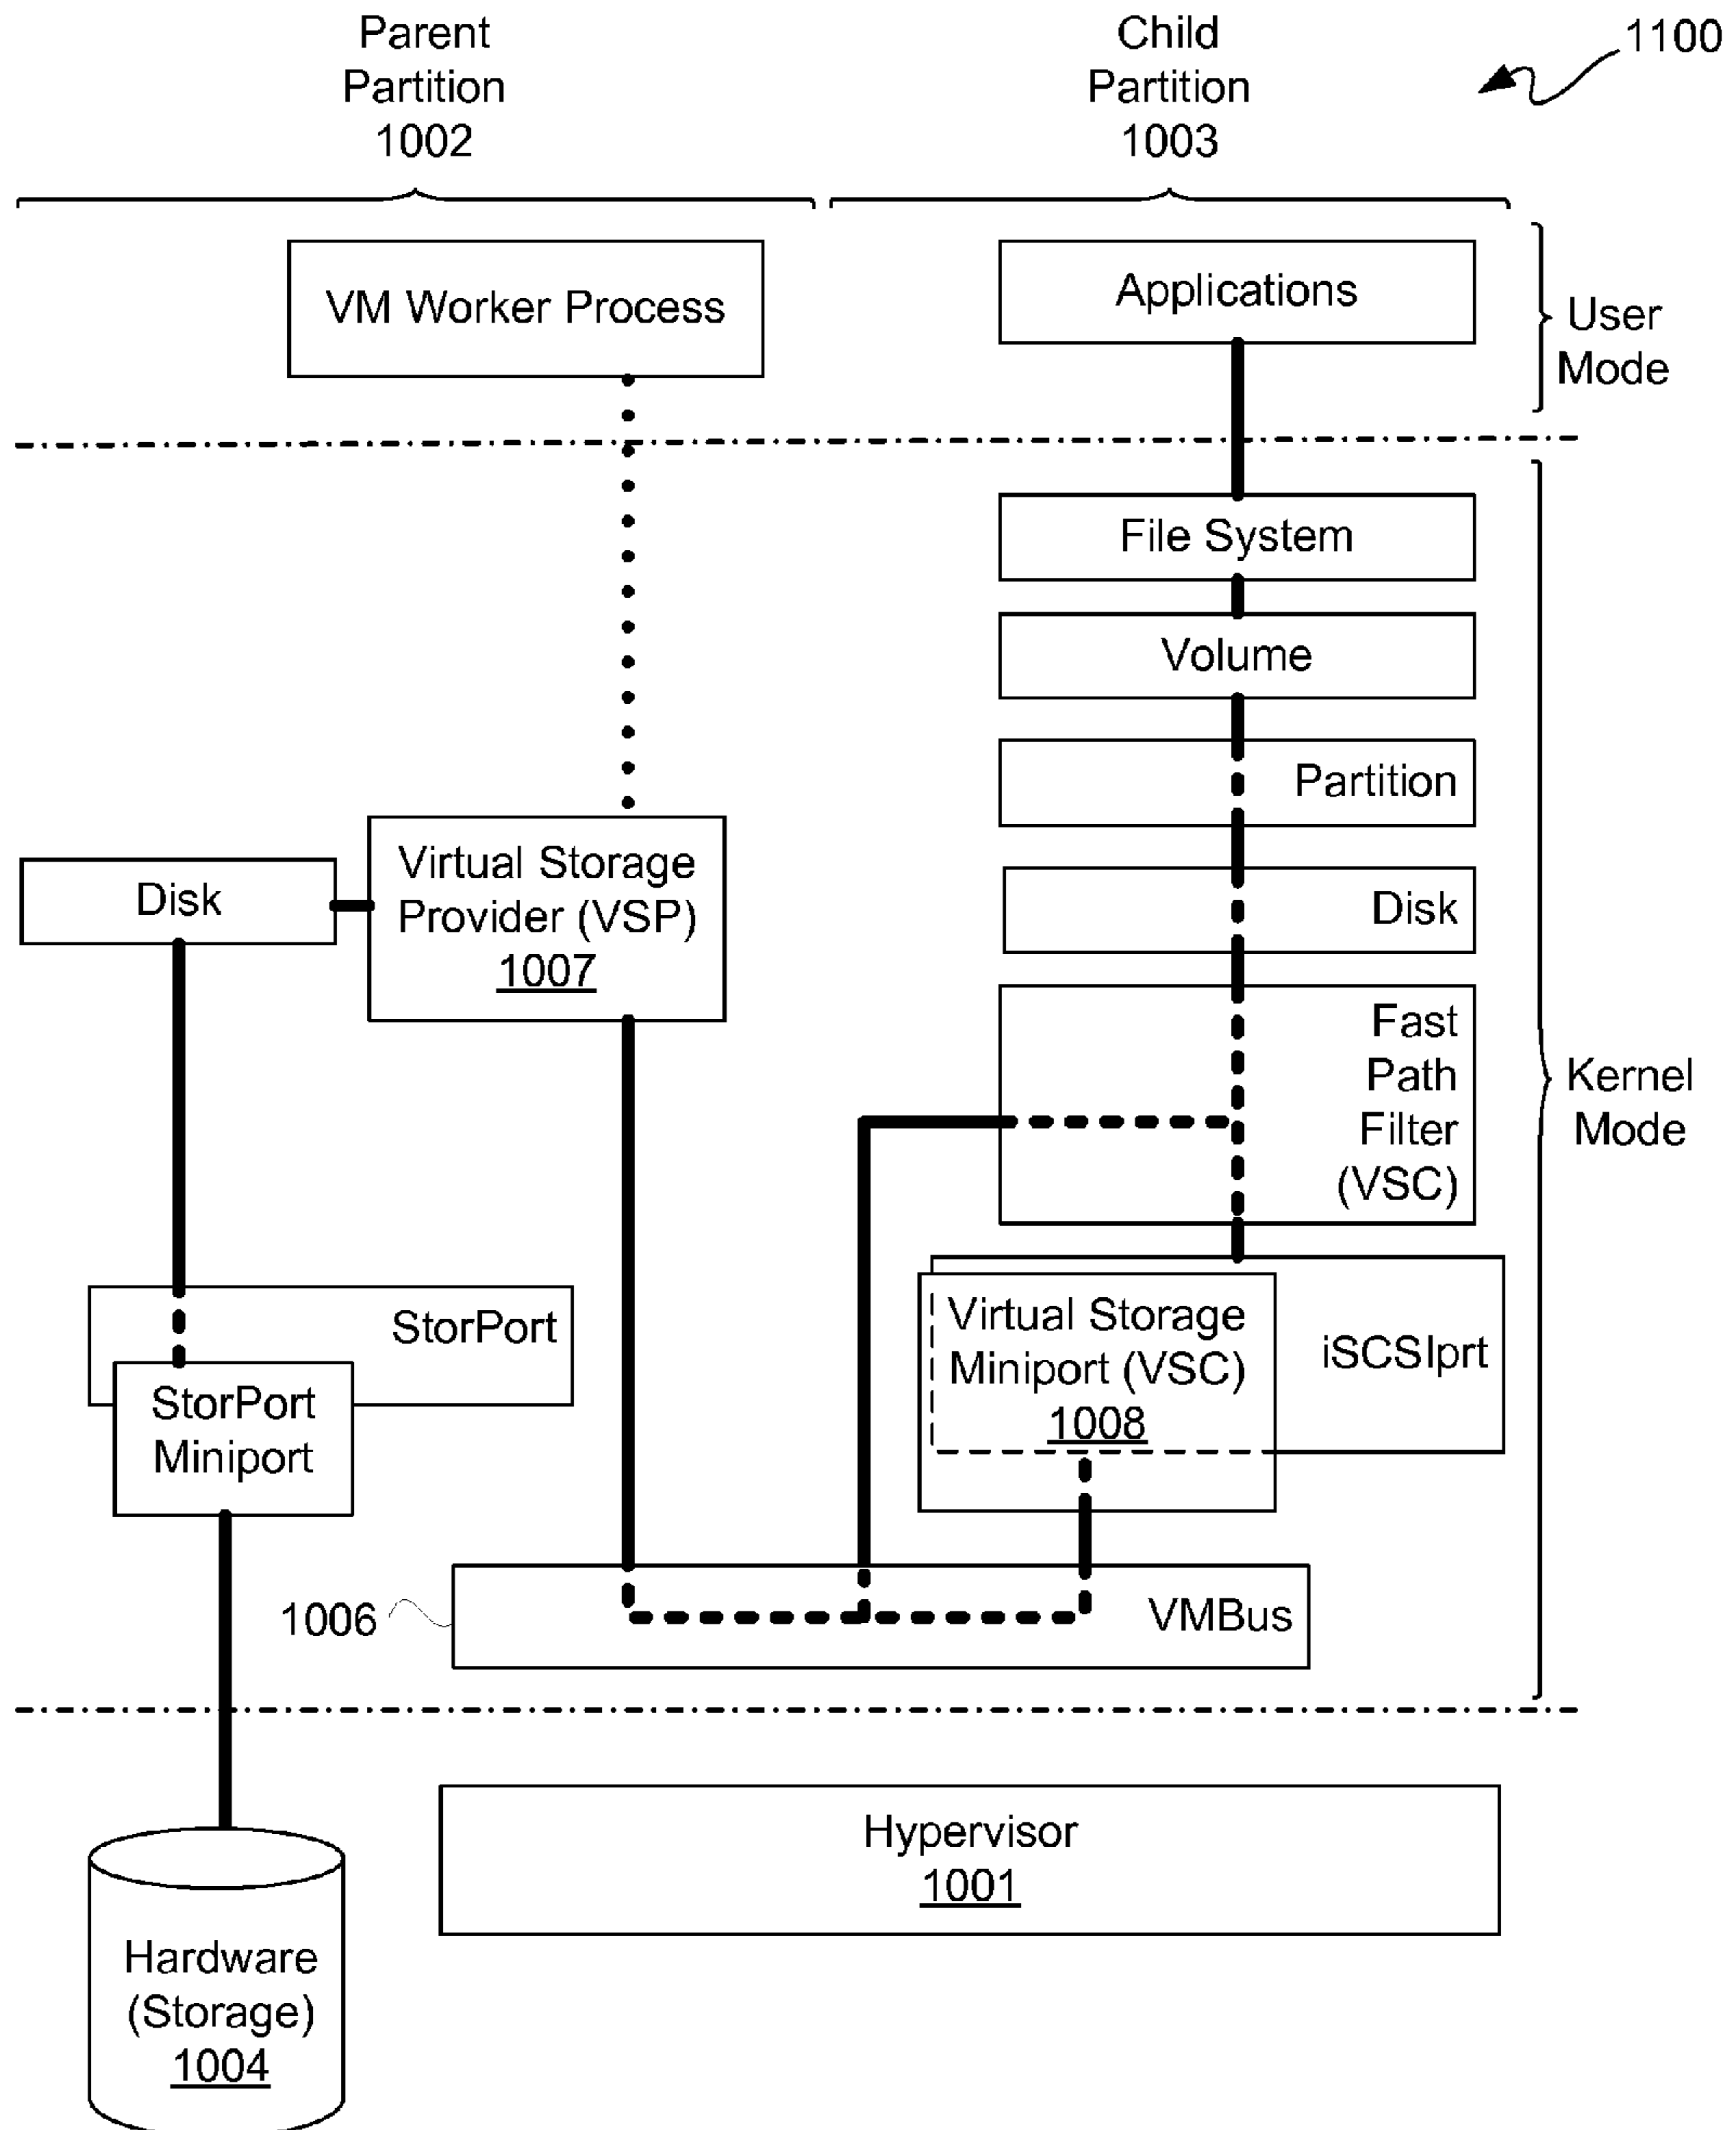 Parent
Partition
1002
Child
Partition
1003
1100
VM Worker Process
Applications
User
Mode
File System
Volume
Partition
Disk
Virtual Storage
Provider (VSP)
1007
Disk
Fast
Path
Filter
(VSC)
Kernel
Mode
StorPort
StorPort
Miniport
Virtual Storage
Miniport (VSC)
1008
iSCSIprt
1006
VMBus
Hypervisor
1001
Hardware
(Storage)
1004